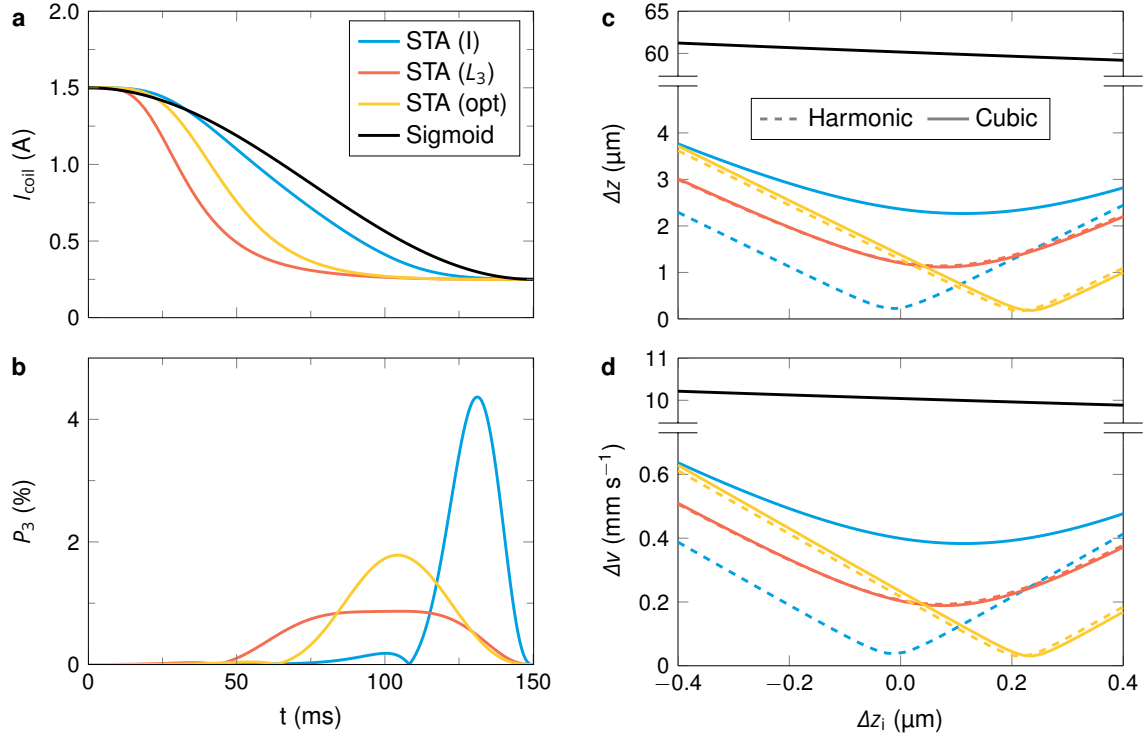 a
2.0
1.5
1.0
0.5
0
I_coil (A)
STA (I)
STA (L₃)
STA (opt)
Sigmoid
b
4
2
0
P₃ (%)
0
50
100
150
t (ms)
c
65
60
4
3
2
1
0
Δz (μm)
Harmonic
Cubic
d
11
10
0.6
0.4
0.2
0
Δv (mm s⁻¹)
−0.4
−0.2
0.0
0.2
0.4
Δz_i (μm)